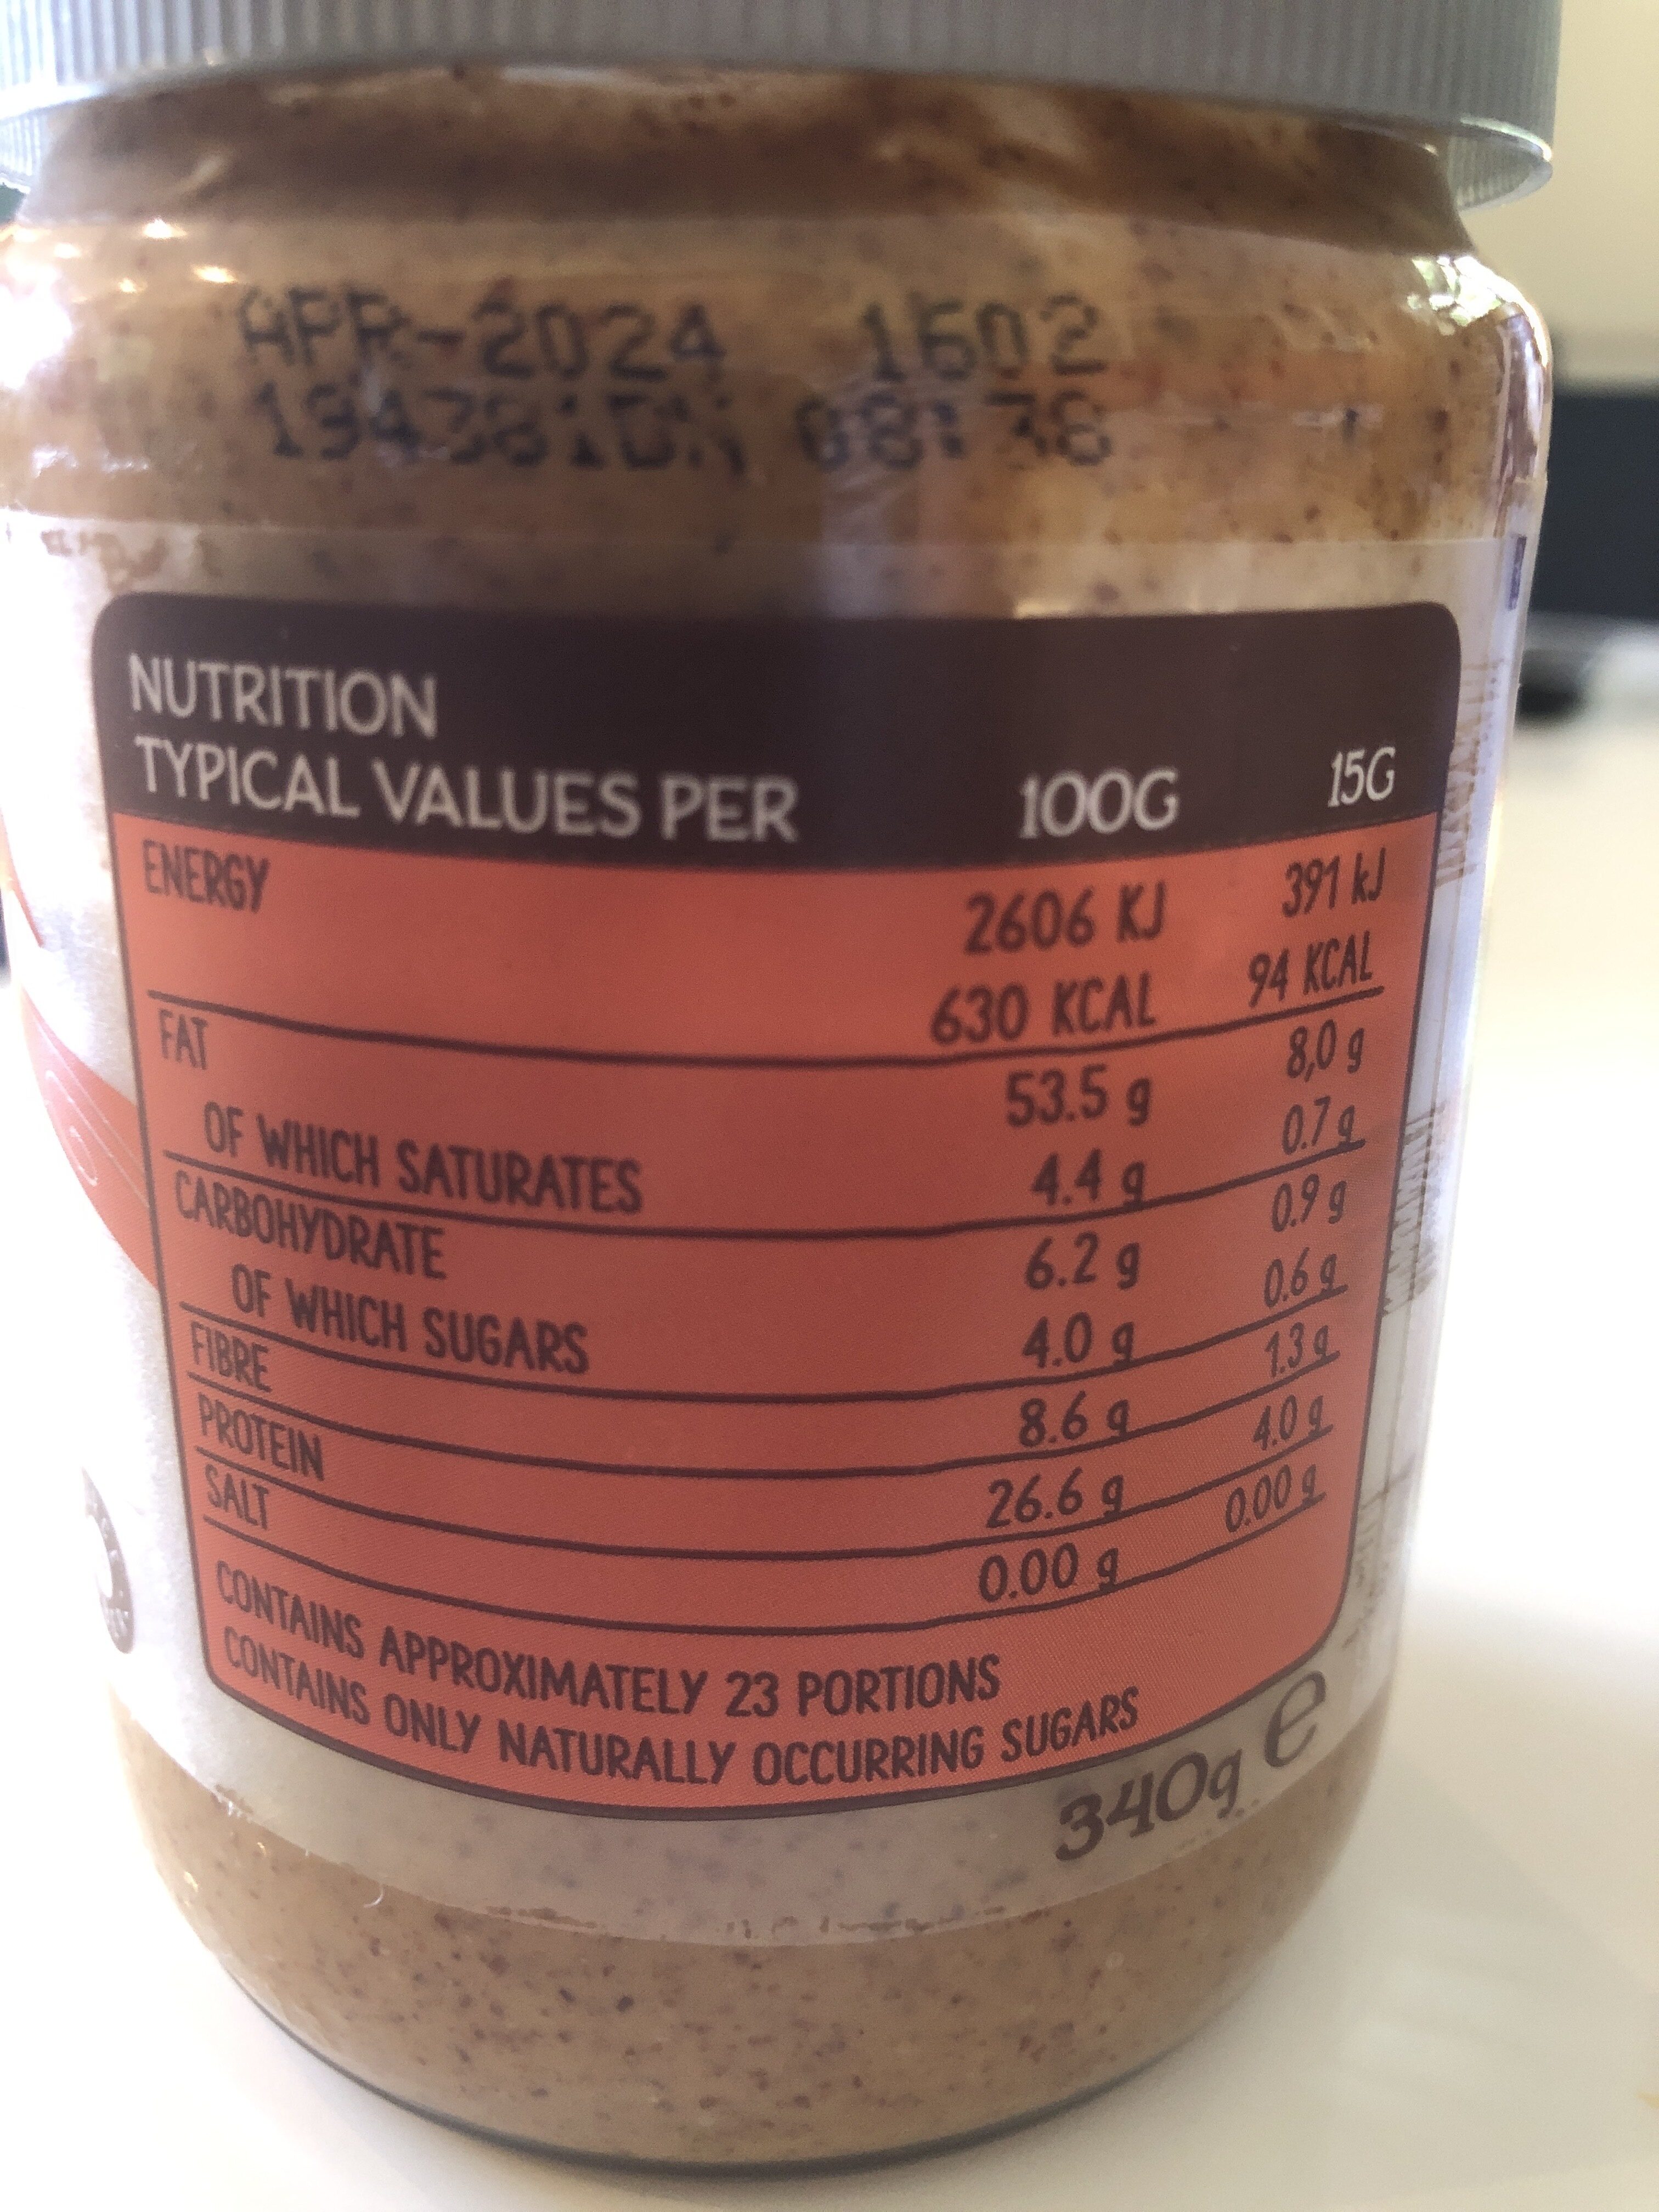 APR-2024 1602
NUTRITION
TYPICAL VALUES PER 100G 15G
ENERGY 2606 KJ 391 kJ
630 KCAL 94 KCAL
FAT 53.5 g 8,0 g
OF WHICH SATURATES 4.4 g 0.7 g
CARBOHYDRATE 6.2 g 0.9 g
OF WHICH SUGARS 4.0 g 0.6 g
FIBRE 8.6 g 1.3 g
PROTEIN 26.6 g 4.0 g
SALT 0.00 g 0.00 g
CONTAINS APPROXIMATELY 23 PORTIONS
CONTAINS ONLY NATURALLY OCCURRING SUGARS
340g e